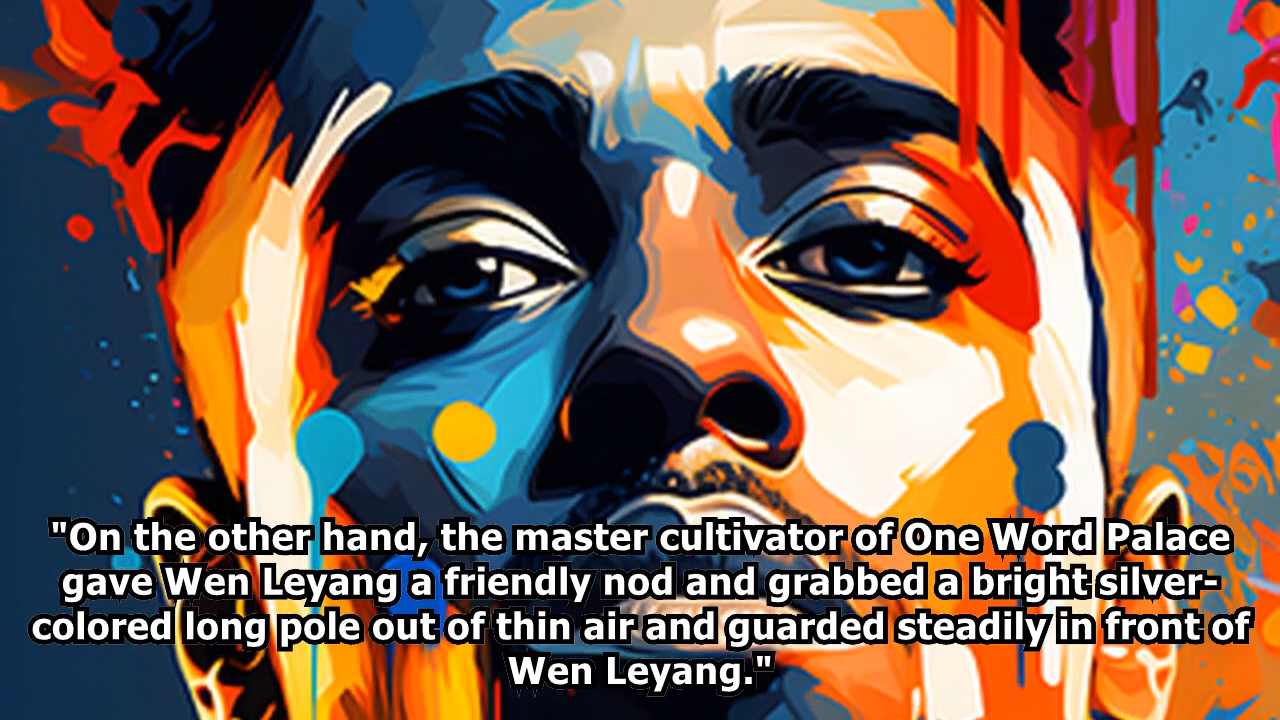 "On the other hand, the master cultivator of One Word Palace
gave Wen Leyang a friendly nod and grabbed a bright silver-
colored long pole out of thin air and guarded steadily in front of
Wen Leyang."